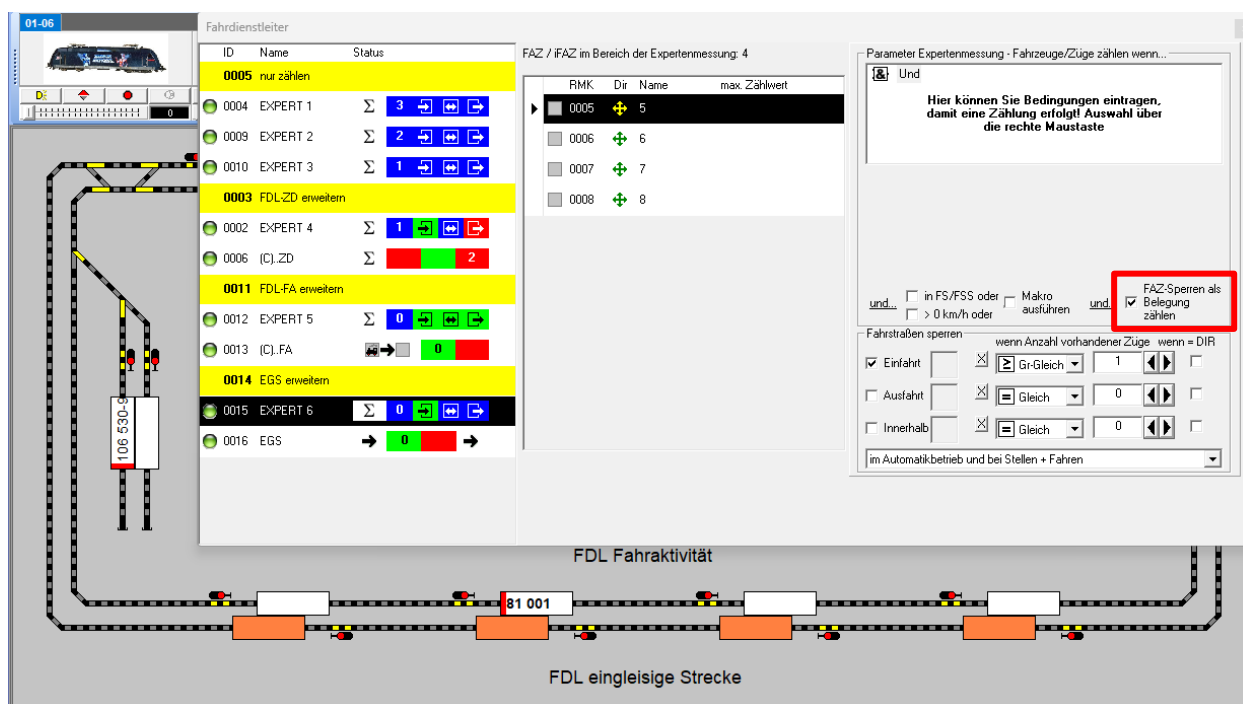 01-06
0
Fahrdienstleiter
ID Name Status
0005 nur zählen
0004 EXPERT 1 Σ 3
0009 EXPERT 2 Σ 2
0010 EXPERT 3 Σ 1
0003 FDL-ZD erweitern
0002 EXPERT 4 Σ 1
0006 (C)..ZD Σ 2
0011 FDL-FA erweitern
0012 EXPERT 5 Σ 0
0013 (C)..FA 0
0014 EGS erweitern
0015 EXPERT 6 Σ 0
0016 EGS 0
FAZ / iFAZ im Bereich der Expertenmessung: 4
RMK Dir Name max. Zählwert
0005 5
0006 6
0007 7
0008 8
Parameter Expertenmessung - Fahrzeuge/Züge zählen wenn...
& Und
Hier können Sie Bedingungen eintragen,
damit eine Zählung erfolgt! Auswahl über
die rechte Maustaste
und... in FS/FSS oder
> 0 km/h oder
Makro
ausführen
und...
FAZ-Sperren als
Belegung
zählen
Fahrstraßen sperren
wenn Anzahl vorhandener Züge wenn = DIR
Einfahrt X ≥ Gr-Gleich 1
Ausfahrt X = Gleich 0
Innerhalb X = Gleich 0
im Automatikbetrieb und bei Stellen + Fahren
106 530-9
FDL Fahraktivität
81 001
FDL eingleisige Strecke